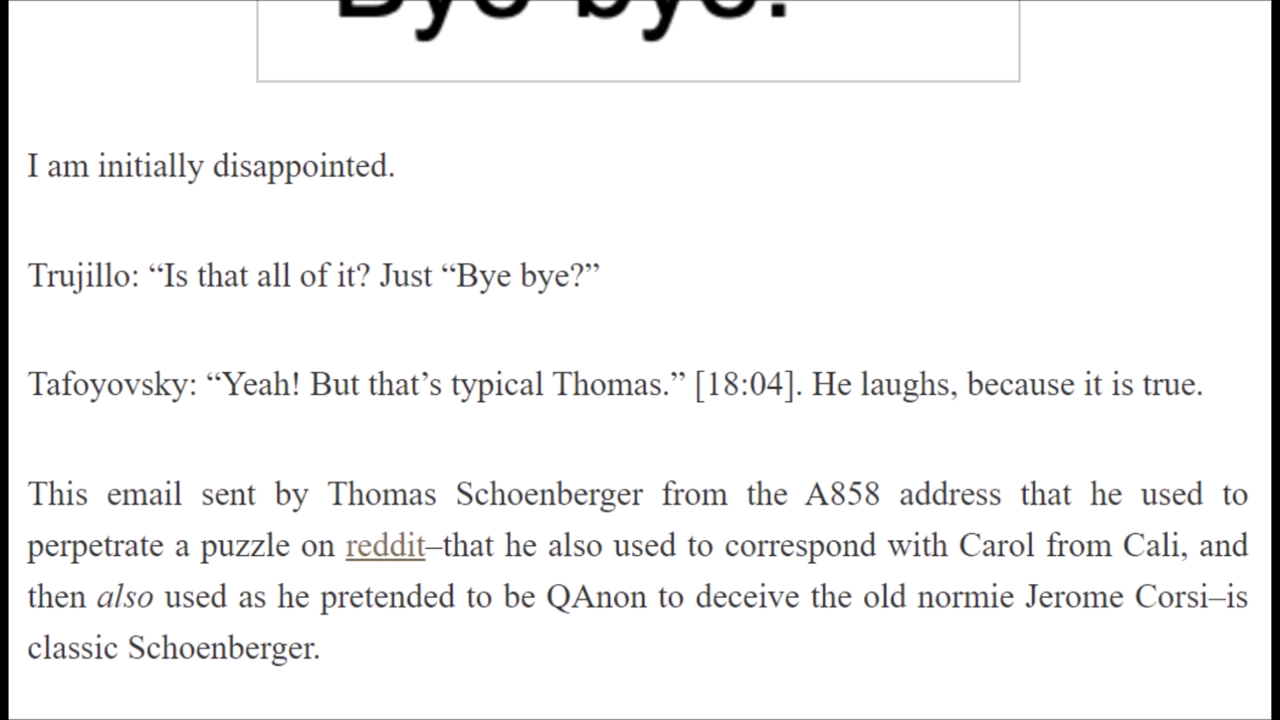 Bye bye.
I am initially disappointed.
Trujillo: “Is that all of it? Just “Bye bye?”
Tafoyovsky: “Yeah! But that’s typical Thomas.” [18:04]. He laughs, because it is true.
This email sent by Thomas Schoenberger from the A858 address that he used to
perpetrate a puzzle on reddit–that he also used to correspond with Carol from Cali, and
then also used as he pretended to be QAnon to deceive the old normie Jerome Corsi–is
classic Schoenberger.